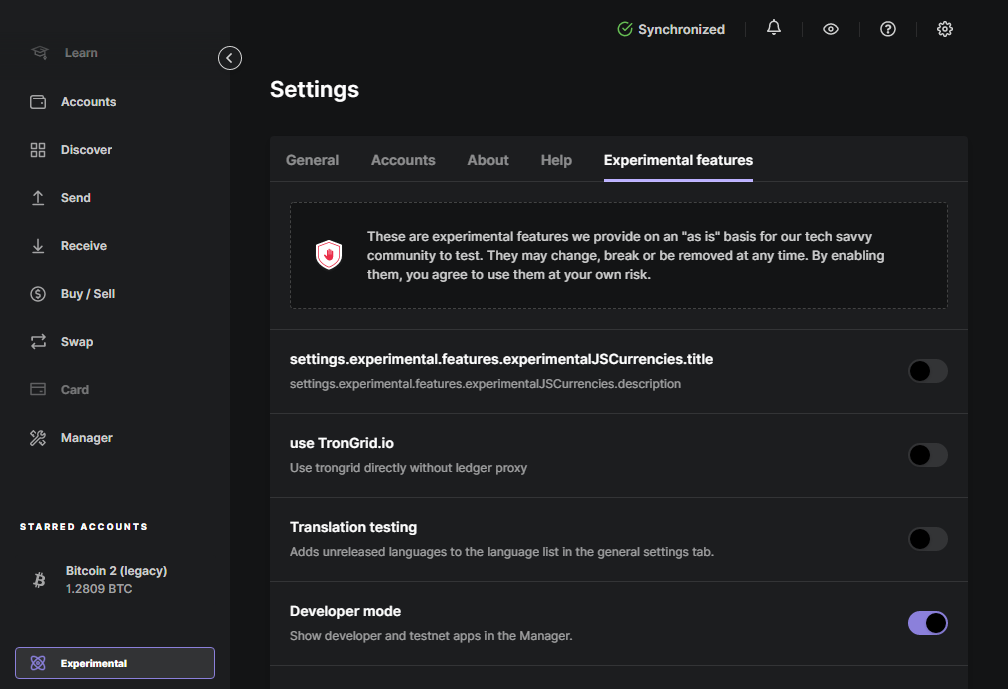 Learn
Accounts
Discover
Send
Receive
Buy / Sell
Swap
Card
Manager
STARRED ACCOUNTS
Bitcoin 2 (legacy)
1.2809 BTC
Experimental
Synchronized
Settings
General Accounts About Help Experimental features
These are experimental features we provide on an "as is" basis for our tech savvy
community to test. They may change, break or be removed at any time. By enabling
them, you agree to use them at your own risk.
settings.experimental.features.experimentalJSCurrencies.title
settings.experimental.features.experimentalJSCurrencies.description
use TronGrid.io
Use trongrid directly without ledger proxy
Translation testing
Adds unreleased languages to the language list in the general settings tab.
Developer mode
Show developer and testnet apps in the Manager.